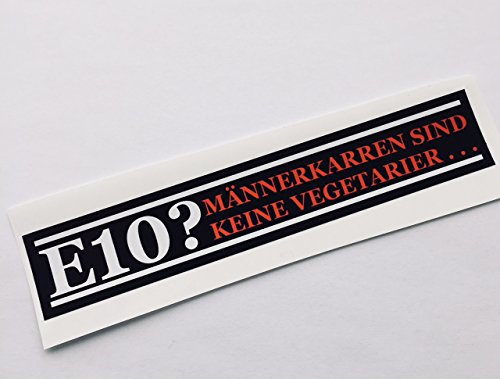 E10?
MÄNNERKARREN SIND
KEINE VEGETARIER...